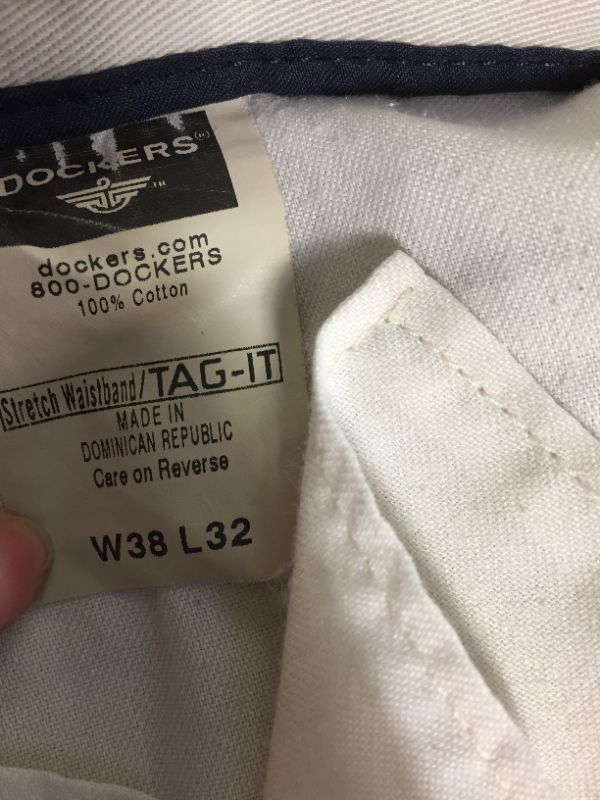 DOCKERS
TM
dockers.com
800-DOCKERS
100% Cotton
Stretch Waistband/TAG-IT
MADE IN
DOMINICAN REPUBLIC
Care on Reverse
W38 L32